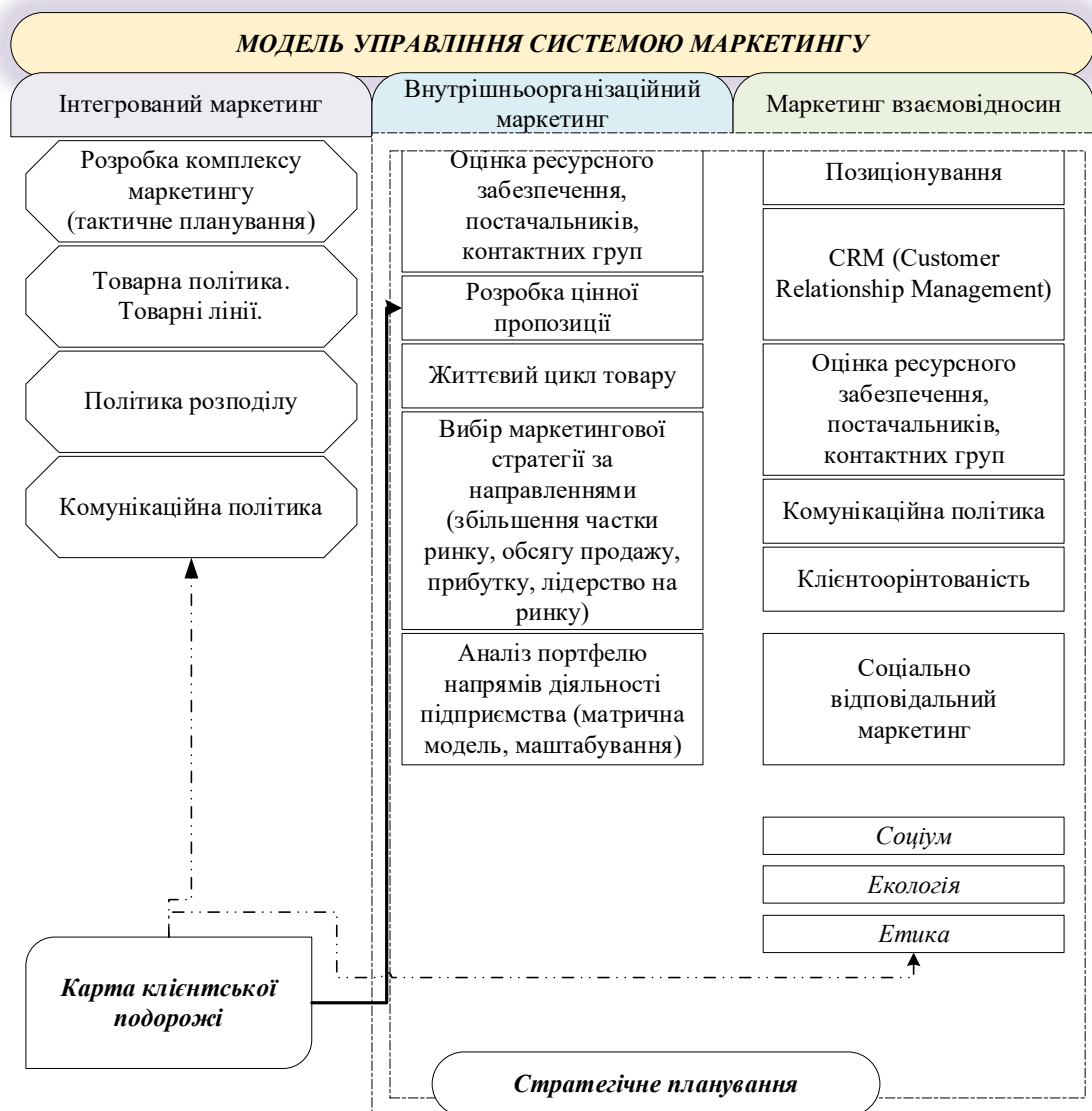 МОДЕЛЬ УПРАВЛІННЯ СИСТЕМОЮ МАРКЕТИНГУ
Інтегрований маркетинг
Розробка комплексу
маркетингу
(тактичне планування)
Товарна політика.
Товарні лінії.
Політика розподілу
Комунікаційна політика
Карта клієнтської
подорожі
Внутрішньоорганізаційний
маркетинг
Оцінка ресурсного
забезпечення,
постачальників,
контактних груп
Розробка цінної
пропозиції
Життєвий цикл товару
Вибір маркетингової
стратегії за
направленнями
(збільшення частки
ринку, обсягу продажу,
прибутку, лідерство на
ринку)
Аналіз портфелю
напрямів діяльності
підприємства (матрична
модель, маштабування)
Маркетинг взаємовідносин
Позиціонування
CRM (Customer
Relationship Management)
Оцінка ресурсного
забезпечення,
постачальників,
контактних груп
Комунікаційна політика
Клієнтоорінтованість
Соціально
відповідальний
маркетинг
Соціум
Екологія
Етика
Стратегічне планування